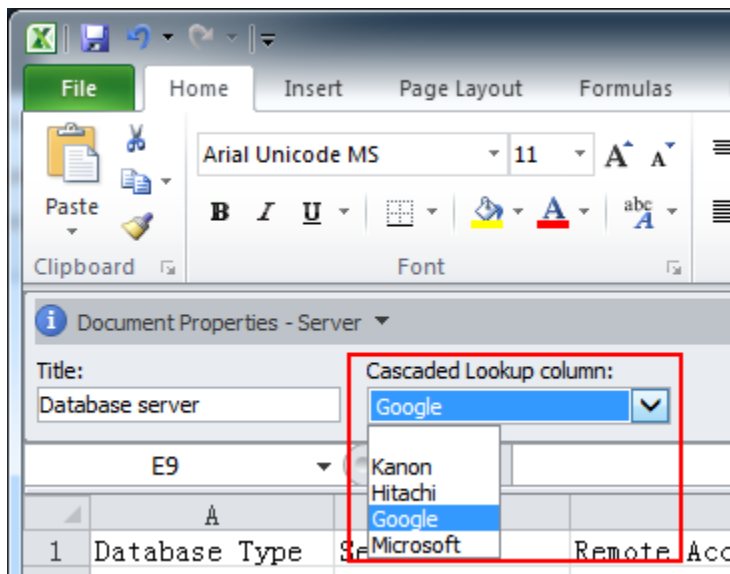 File Home Insert Page Layout Formulas
Arial Unicode MS 11 A A
Paste B I U A abc A
Clipboard Font
Document Properties - Server
Title: Cascaded Lookup column:
Database server Google
E9
Kanon
Hitachi
A
Google
1 Database Type Microsoft Remote